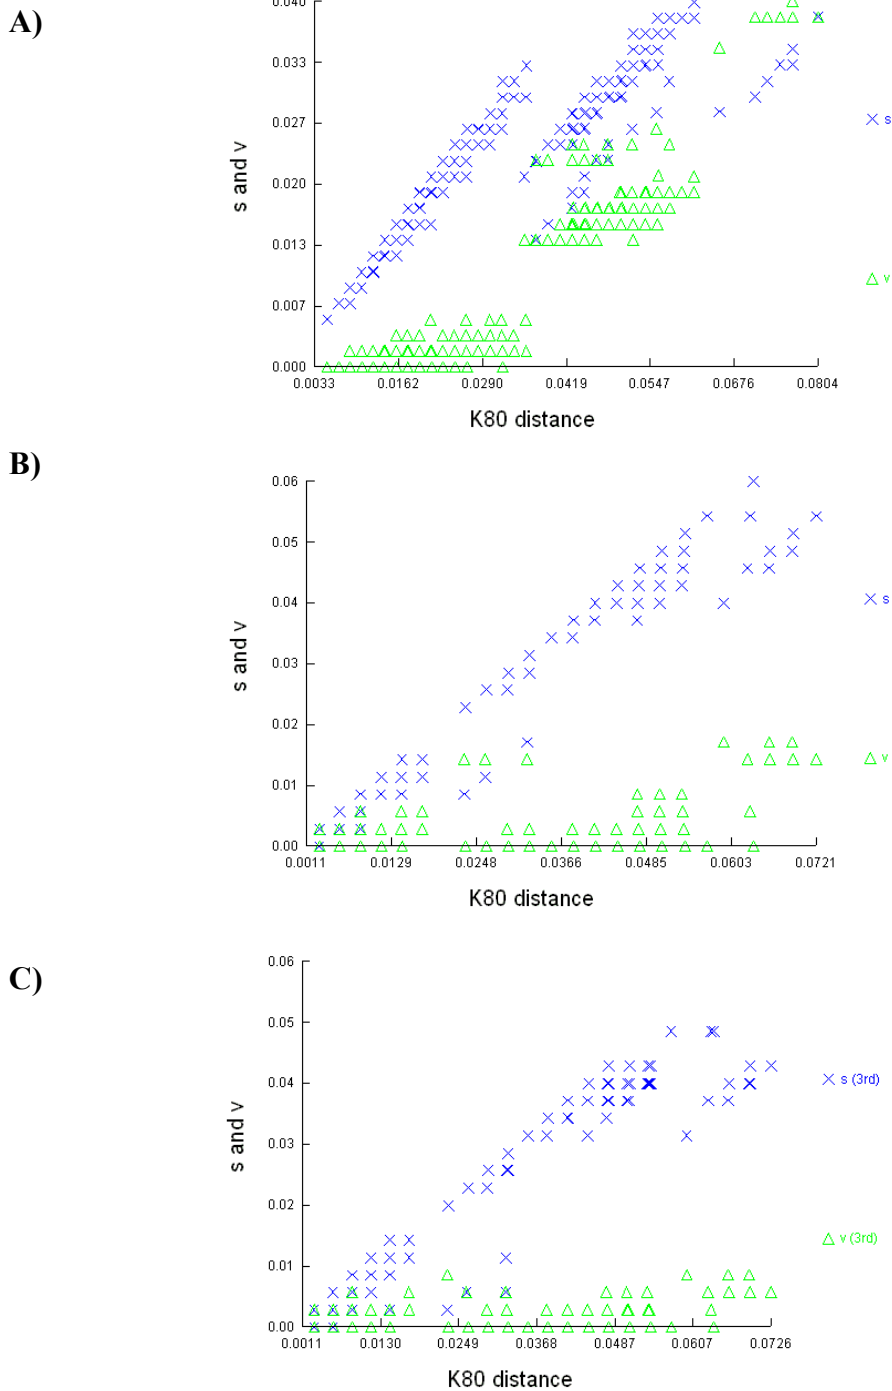 A)
0.040
0.033
0.027
0.020
0.013
0.007
0.000
s and v
0.0033 0.0162 0.0290 0.0419 0.0547 0.0676 0.0804
K80 distance
s
v
B)
0.06
0.05
0.04
0.03
0.02
0.01
0.00
s and v
0.0011 0.0129 0.0248 0.0366 0.0485 0.0603 0.0721
K80 distance
s
v
C)
0.06
0.05
0.04
0.03
0.02
0.01
0.00
s and v
0.0011 0.0130 0.0249 0.0368 0.0487 0.0607 0.0726
K80 distance
s (3rd)
v (3rd)